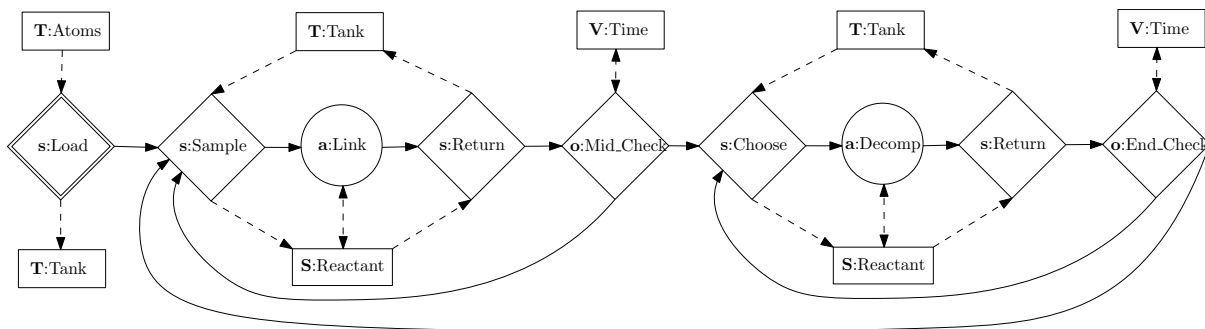 T:Atoms
T:Tank
V:Time
T:Tank
V:Time
s:Load
s:Sample
a:Link
s:Return
o:Mid_Check
s:Choose
a:Decomp
s:Return
o:End_Check
T:Tank
S:Reactant
S:Reactant